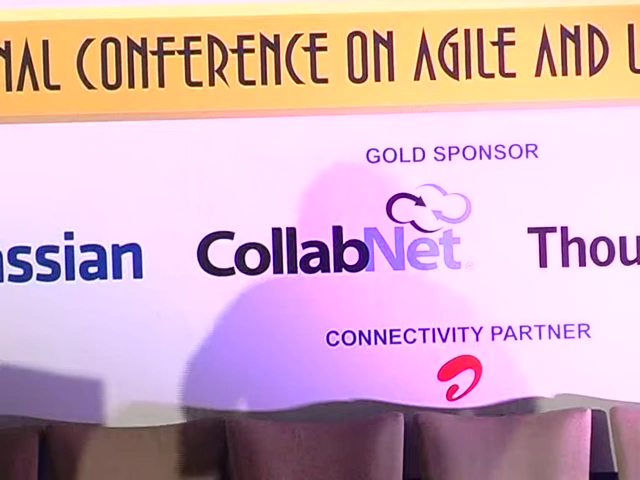 NAL CONFERENCE ON AGILE AND L
GOLD SPONSOR
assian CollabNet Thou
CONNECTIVITY PARTNER